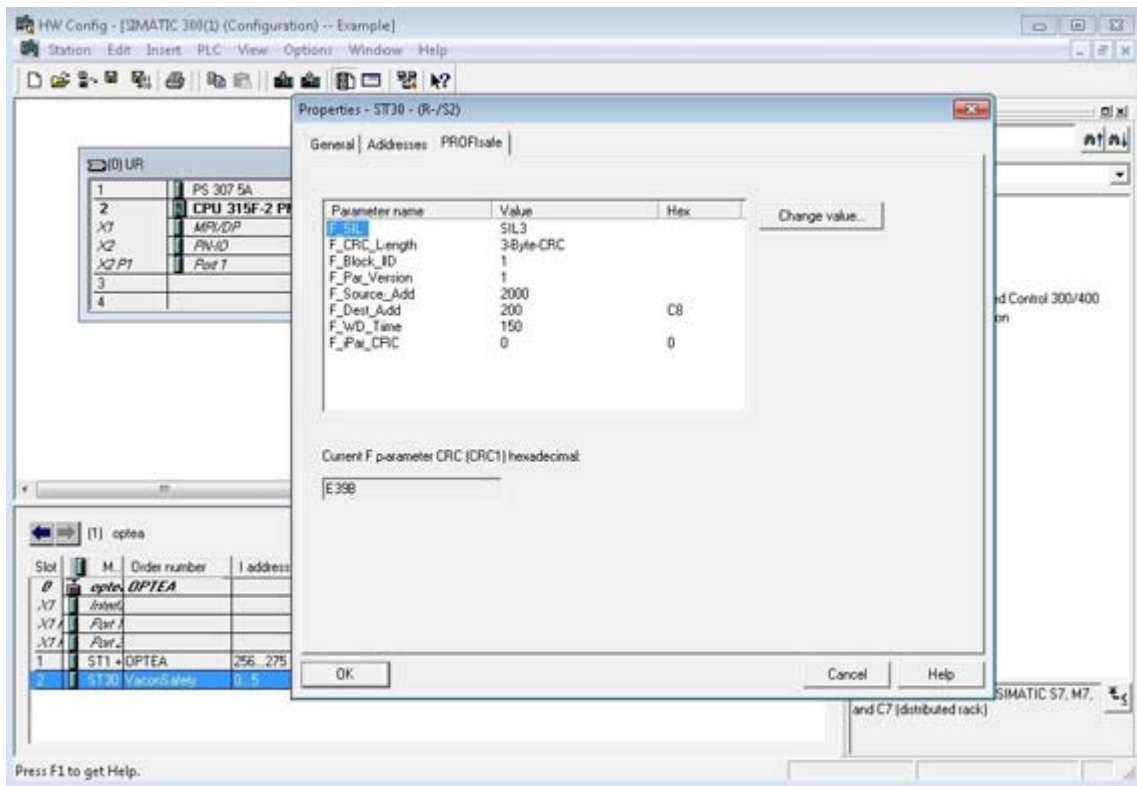 HW Config - [SIMATIC 300(1) (Configuration) -- Example]
Station Edit Insert PLC View Options Window Help
Properties - ST30 - (R-/S2)
General Addresses PROFIsafe
(0) UR
1 PS 307 5A
2 CPU 315F-2 PN
X1 MPI/DP
X2 PN-IO
X2 P1 Port 1
3
4
Parameter name Value Hex
F_SIL SIL3
F_CRC_Length 3-Byte-CRC
F_Block_ID 1
F_Par_Version 1
F_Source_Add 2000
F_Dest_Add 200 C8
F_WD_Time 150
F_iPar_CRC 0 0
Change value...
Current F parameter CRC (CRC1) hexadecimal:
E39B
OK Cancel Help
ed Control 300/400
on
(1) optea
Slot M... Order number I address
0 optea OPTEA
X1 Interf
X1 Port 1
X1 Port 2
1 ST1 + OPTEA 256...275
2 ST30 VaconSafety 0...5
SIMATIC S7, M7,
and C7 (distributed rack)
Press F1 to get Help.